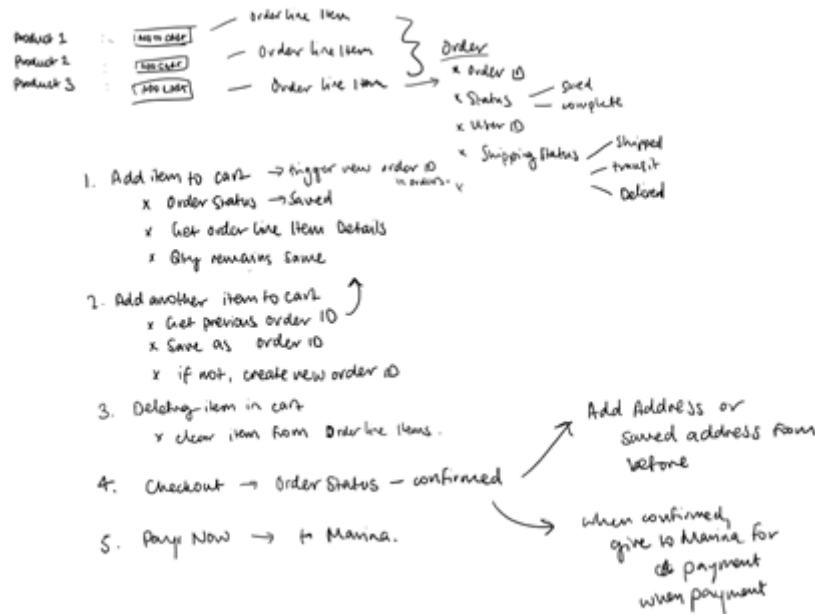 Product 1 : Add to cart — Order line Item
Product 2 : Add Cart — Order line Item
Product 3 : Add Cart — Order line Item →
Order
x Order ID
x Status — saved
— complete
x User ID
x Shipping Status — Shipped
— transit
— Delived
x
1. Add item to cart → trigger new order ID
in orders.
x Order Status → Saved
x Get order line Item Details
x Qty remains same
2. Add another item to cart
x Get previous order ID
x Save as order ID
x if not, create new order ID
3. Deleting item in cart
x clear item from Order line Items.
4. Checkout → Order Status – confirmed
Add Address or
saved address from
before
when confirmed,
give to Marina for
payment
when payment
5. Pay Now → to Marina.